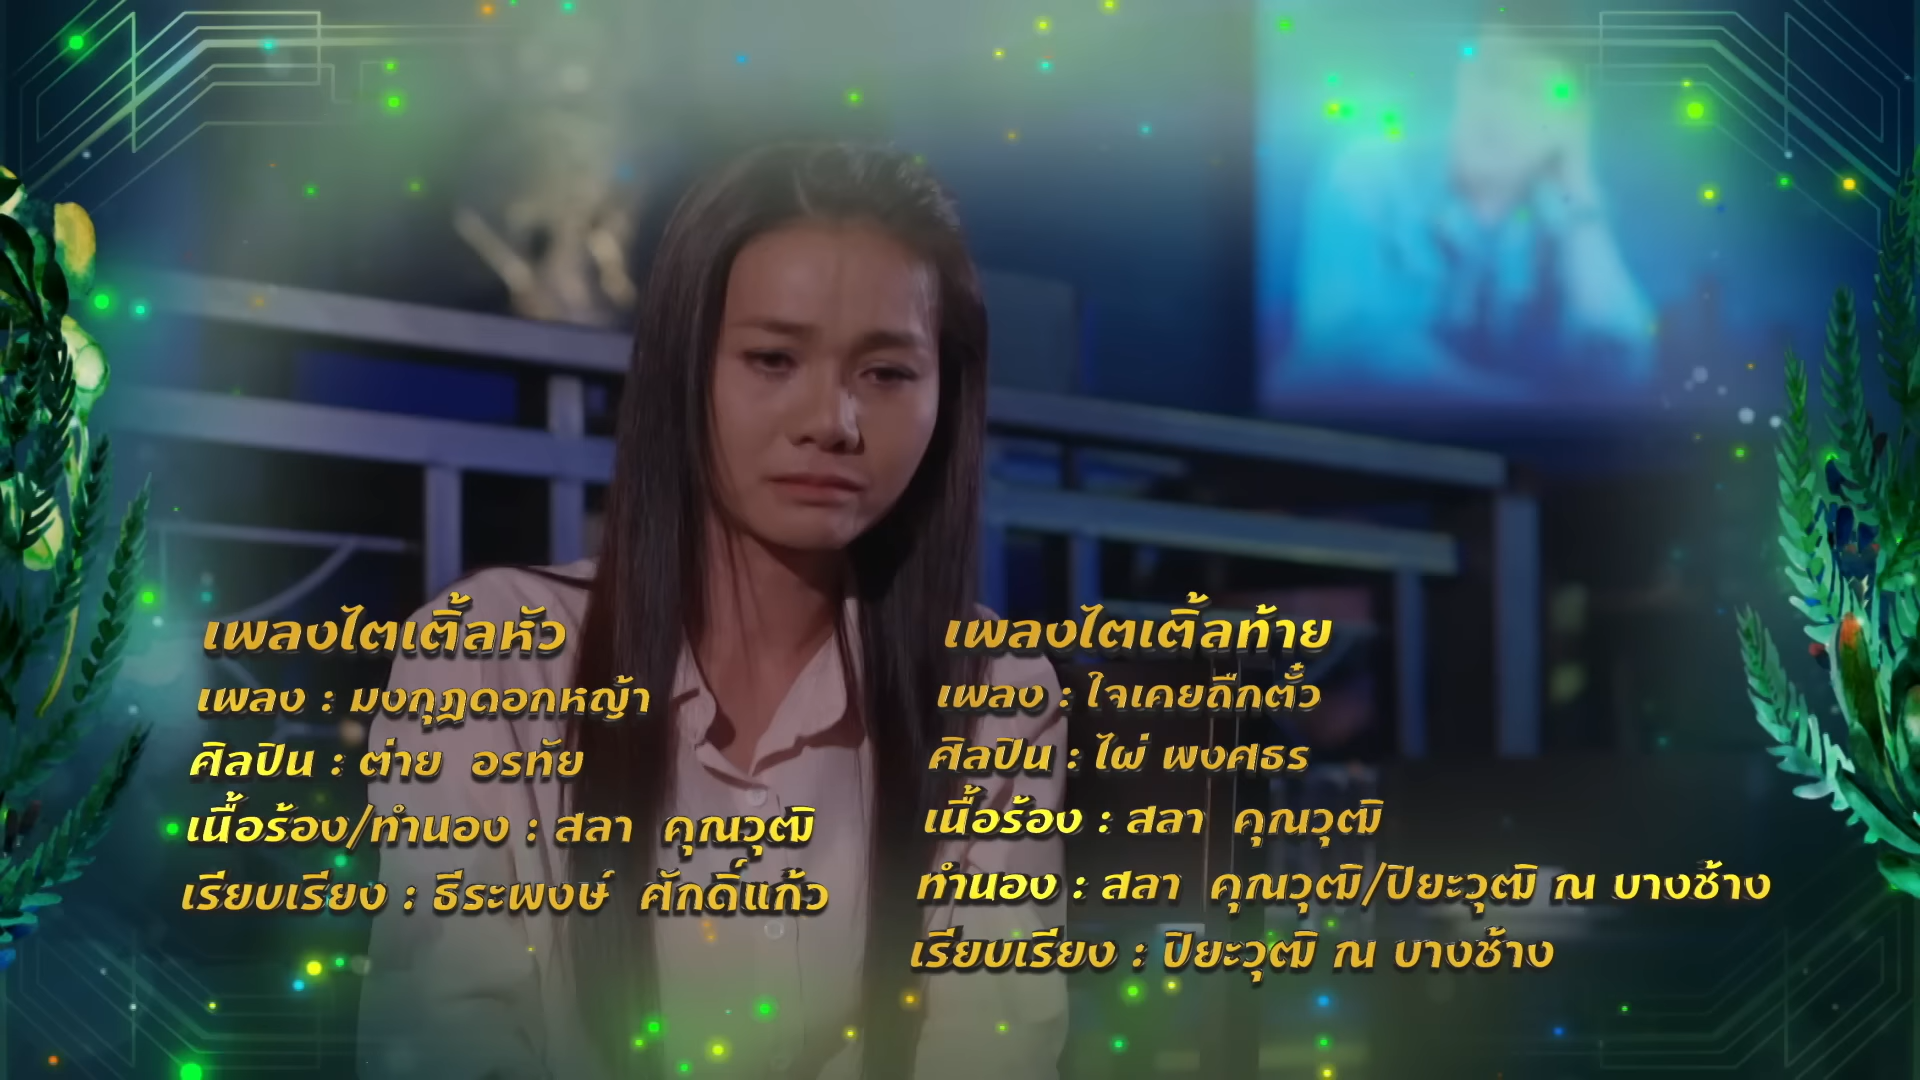 เพลงไตเติ้ลหัว
เพลง : มงกุฎดอกหญ้า
ศิลปิน : ต่าย อรทัย
เนื้อร้อง/ทำนอง : สลา คุณวุฒิ
เรียบเรียง : ธีระพงษ์ ศักดิ์แก้ว
เพลงไตเติ้ลท้าย
เพลง : ใจเคยถืกตั๋ว
ศิลปิน : ไผ่ พงศธร
เนื้อร้อง : สลา คุณวุฒิ
ทำนอง : สลา คุณวุฒิ/ปิยะวุฒิ ณ บางช้าง
เรียบเรียง : ปิยะวุฒิ ณ บางช้าง